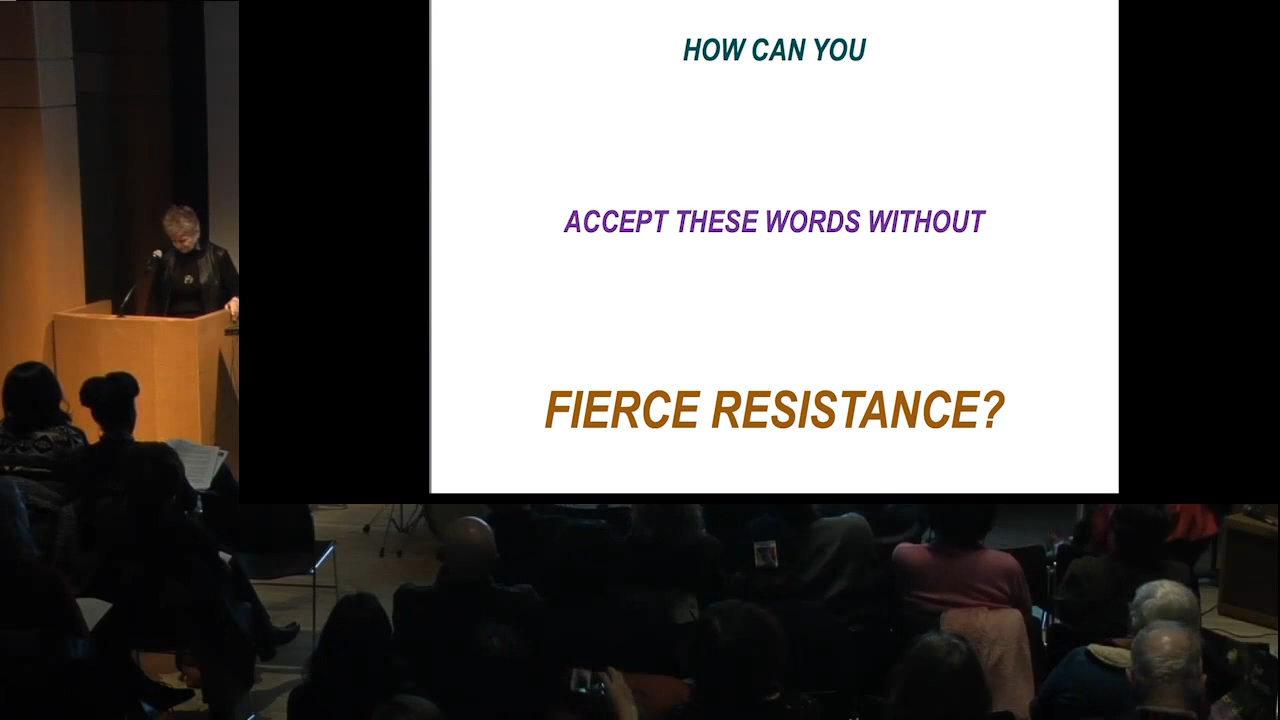 HOW CAN YOU
ACCEPT THESE WORDS WITHOUT
FIERCE RESISTANCE?